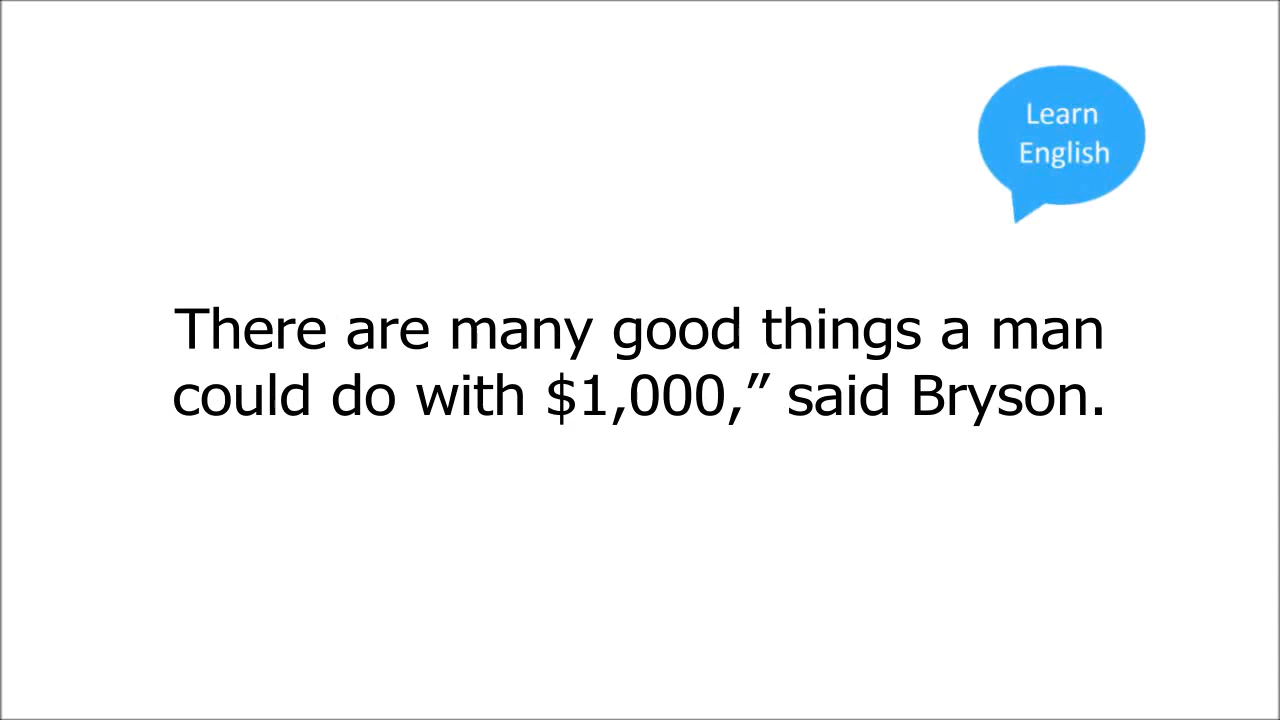 Learn
English
There are many good things a man
could do with $1,000,” said Bryson.